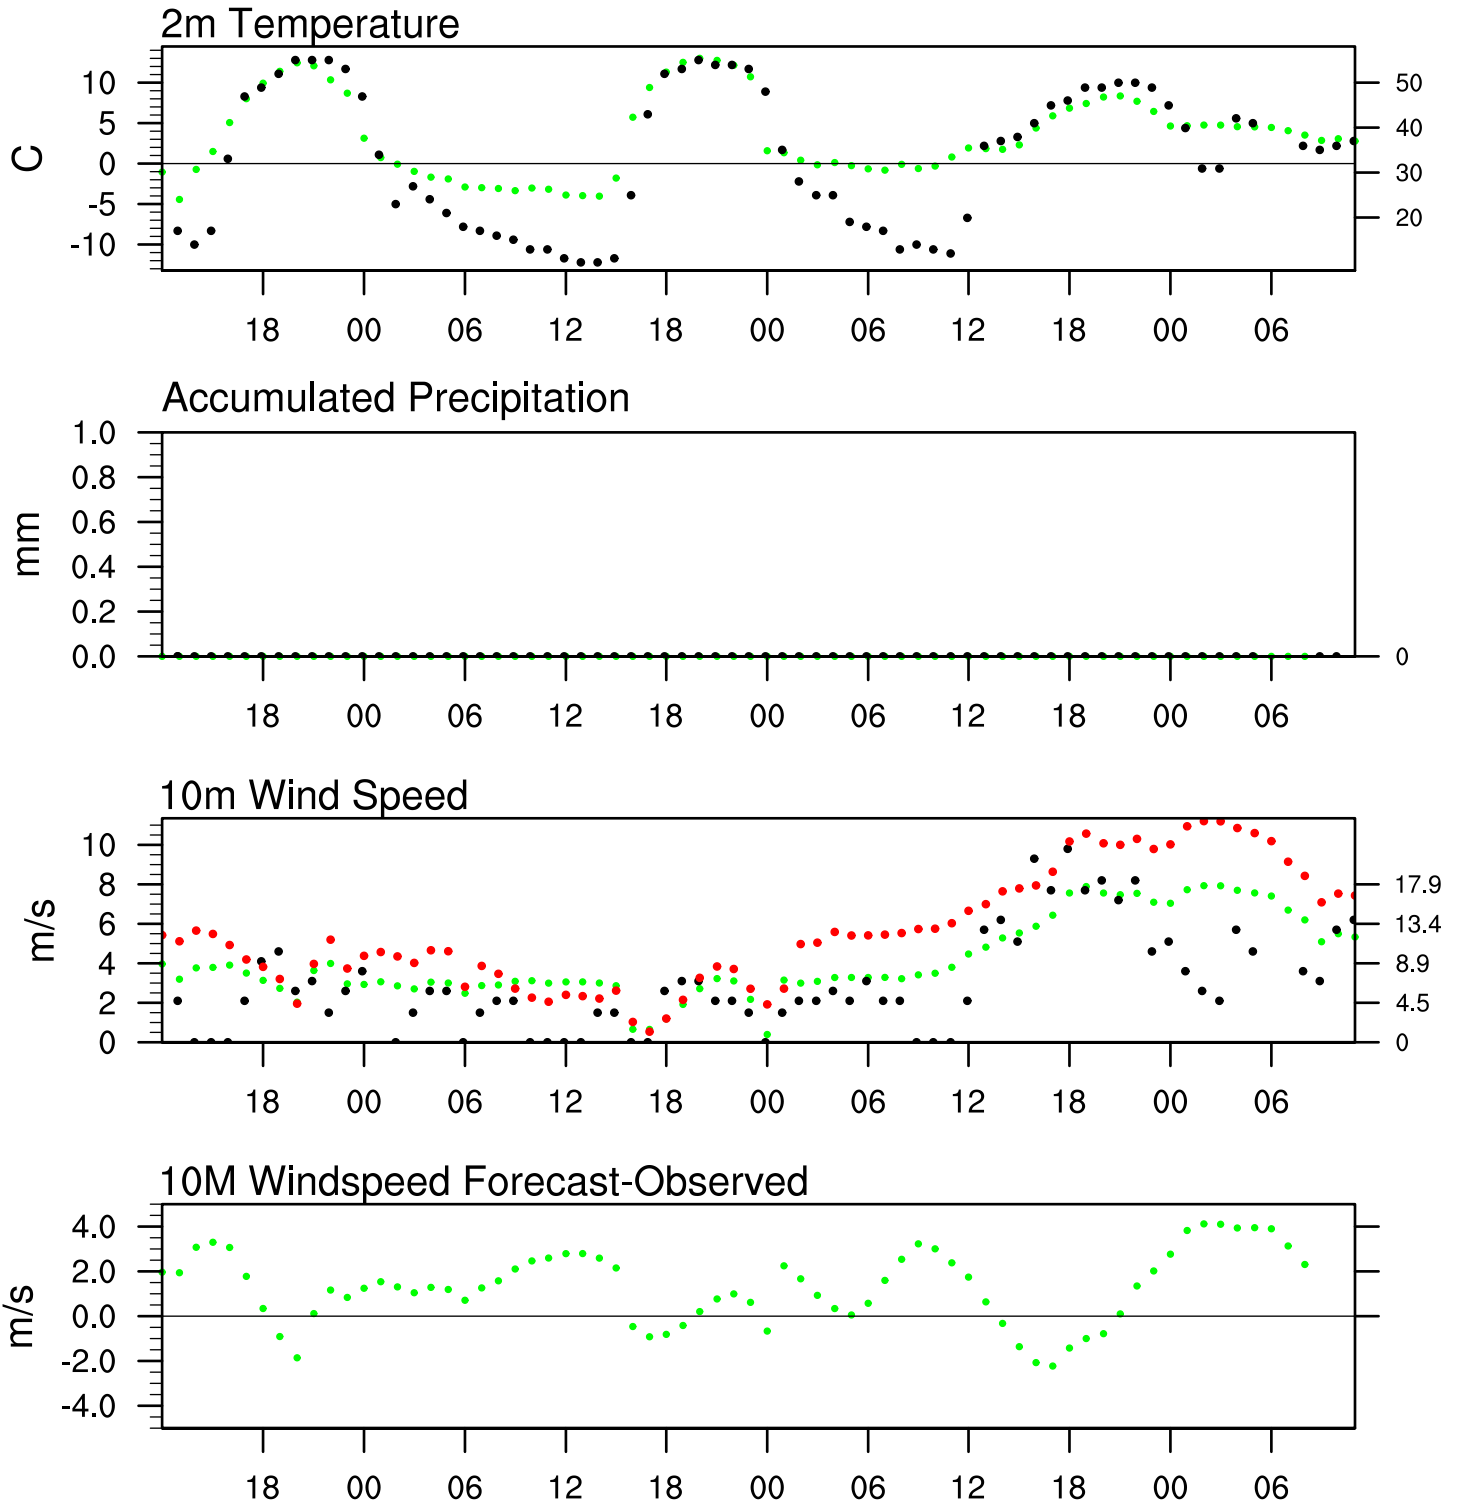 2m Temperature
C
10
5
0
-5
-10
50
40
30
20
18 00 06 12 18 00 06 12 18 00 06
Accumulated Precipitation
mm
1.0
0.8
0.6
0.4
0.2
0.0
0
18 00 06 12 18 00 06 12 18 00 06
10m Wind Speed
m/s
10
8
6
4
2
0
17.9
13.4
8.9
4.5
0
18 00 06 12 18 00 06 12 18 00 06
10M Windspeed Forecast-Observed
m/s
4.0
2.0
0.0
-2.0
-4.0
18 00 06 12 18 00 06 12 18 00 06